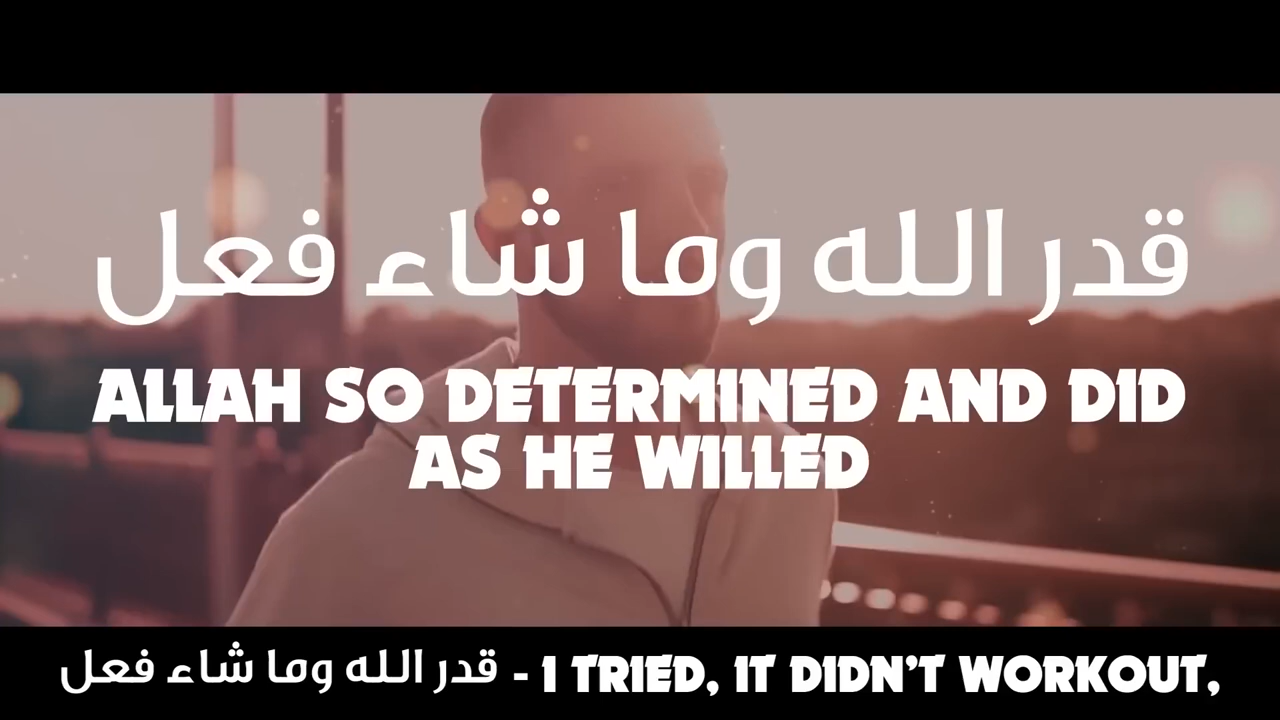 قدر الله وما شاء فعل
ALLAH SO DETERMINED AND DID
AS HE WILLED
قدر الله وما شاء فعل - I TRIED, IT DIDN'T WORKOUT,